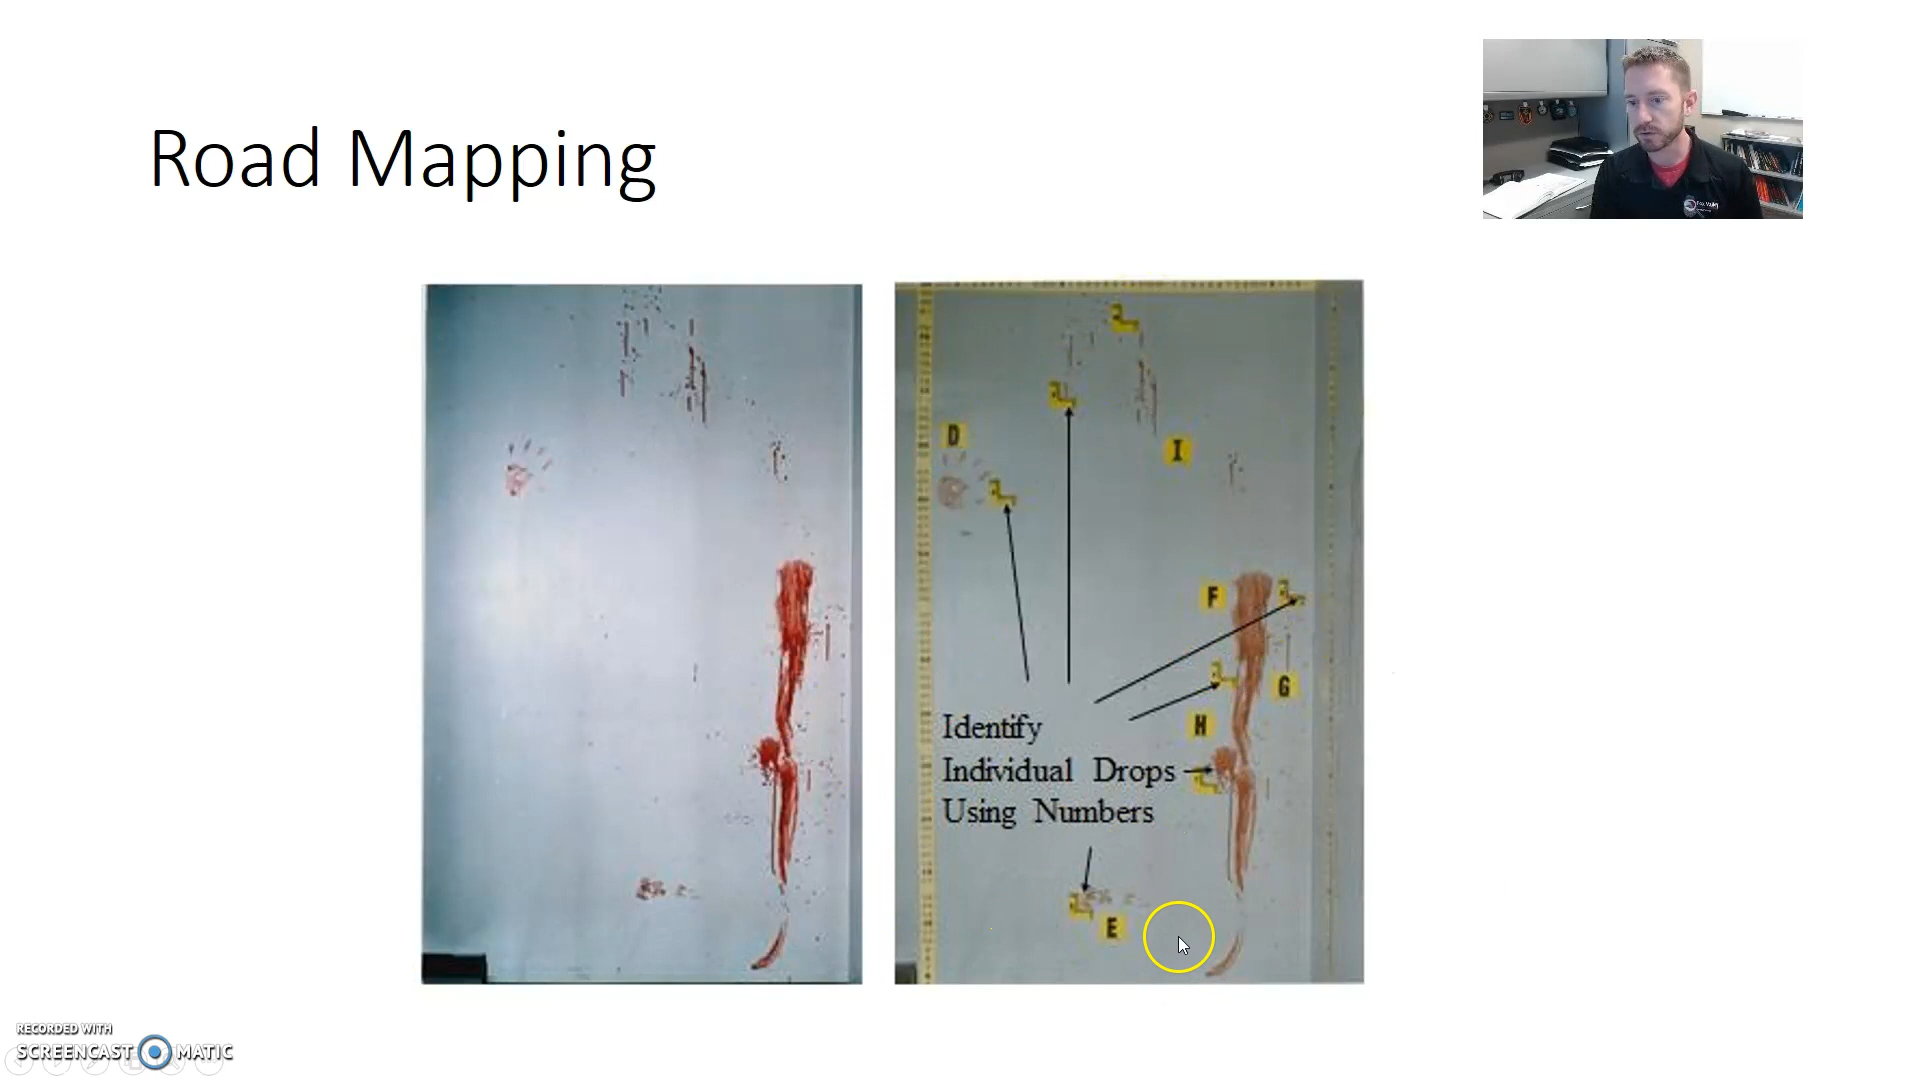 Road Mapping
D
I
F
G
H
Identify
Individual Drops
Using Numbers
E
RECORDED WITH
SCREENCAST MATIC